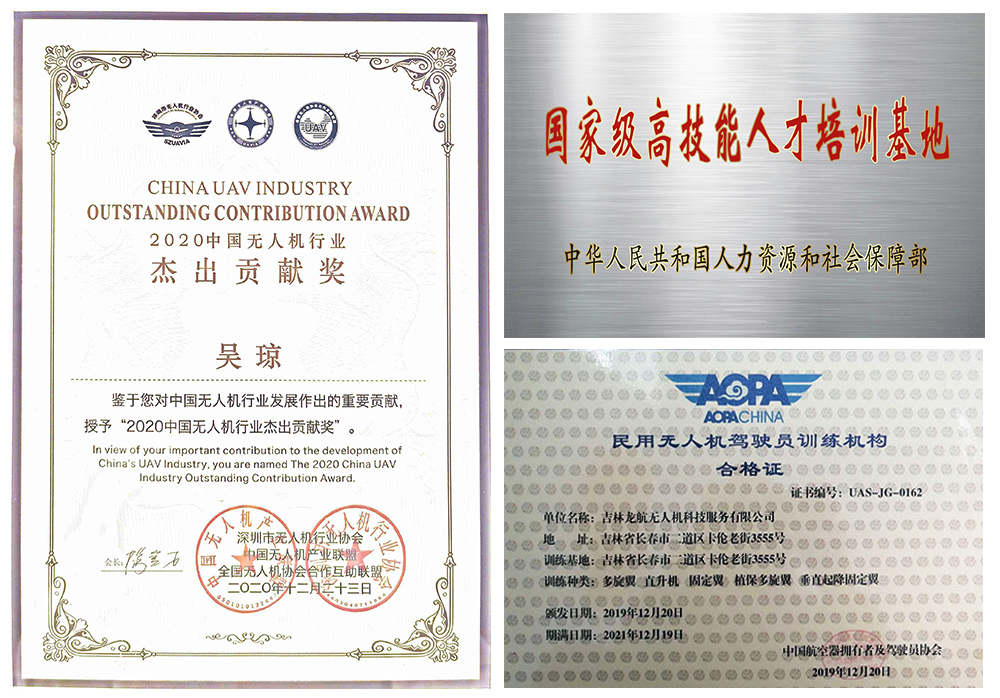 SZUAVIA
UAVIA
UAV
CHINA UAV INDUSTRY
OUTSTANDING CONTRIBUTION AWARD
2020中国无人机行业
杰出贡献奖
吴琼
鉴于您对中国无人机行业发展作出的重要贡献,
授予“2020中国无人机行业杰出贡献奖”。
In view of your important contribution to the development of
China's UAV Industry, you are named The 2020 China UAV
Industry Outstanding Contribution Award.
会长:
深圳市无人机行业协会
中国无人机产业联盟
全国无人机协会合作互助联盟
二〇二〇年十二月二十三日
国家级高技能人才培训基地
中华人民共和国人力资源和社会保障部
AOPA
AOPA CHINA
民用无人机驾驶员训练机构
合格证
证书编号: UAS-JG-0162
单位名称: 吉林龙航无人机科技服务有限公司
地 址: 吉林省长春市二道区卡伦老街3555号
训练基地: 吉林省长春市二道区卡伦老街3555号
训练种类: 多旋翼 直升机 固定翼 植保多旋翼 垂直起降固定翼
颁发日期: 2019年12月20日
期满日期: 2021年12月19日
中国航空器拥有者及驾驶员协会
2019年12月20日